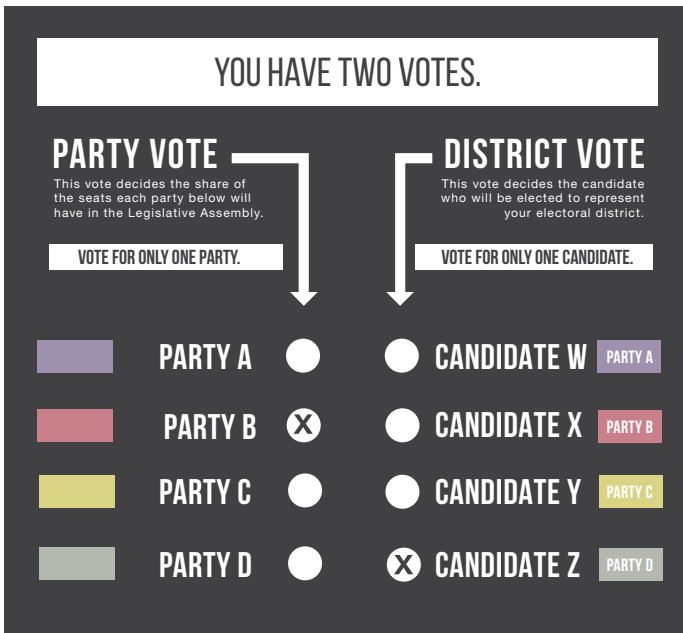 YOU HAVE TWO VOTES.
PARTY VOTE
This vote decides the share of
the seats each party below will
have in the Legislative Assembly.
VOTE FOR ONLY ONE PARTY.
DISTRICT VOTE
This vote decides the candidate
who will be elected to represent
your electoral district.
VOTE FOR ONLY ONE CANDIDATE.
PARTY A CANDIDATE W PARTY A
PARTY B X CANDIDATE X PARTY B
PARTY C CANDIDATE Y PARTY C
PARTY D X CANDIDATE Z PARTY D